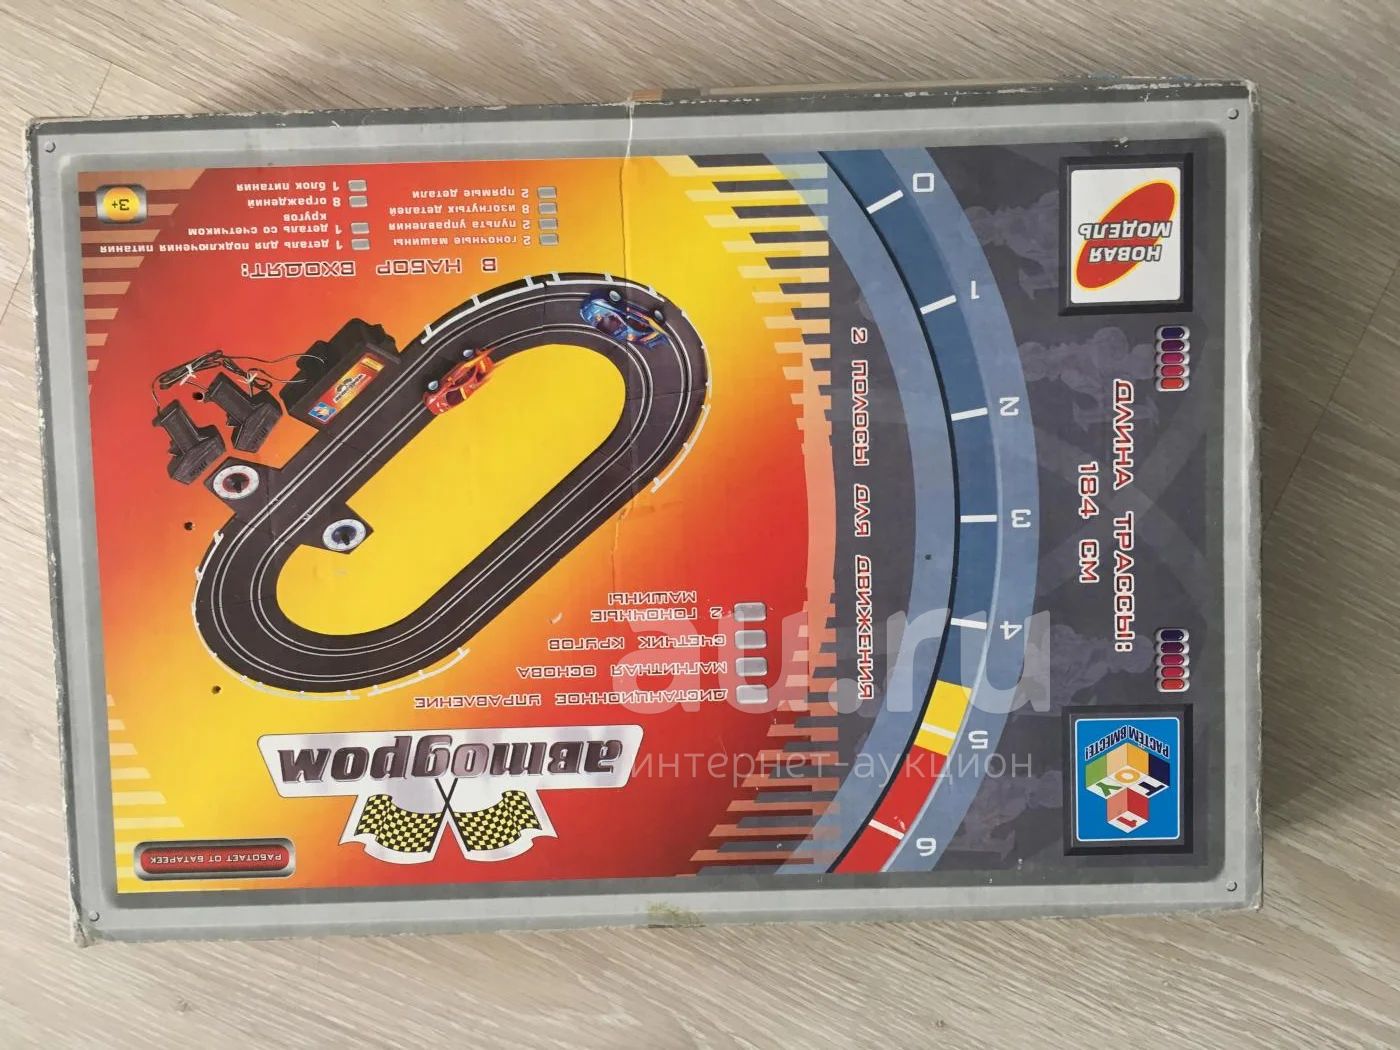 1TOY
РАСТЁМ ВМЕСТЕ!
ДЛИНА ТРАССЫ:
184 СМ
НОВАЯ
МОДЕЛЬ
6
5
4
3
2
1
0
2 ПОЛОСЫ ДЛЯ ДВИЖЕНИЯ
РАБОТАЕТ ОТ БАТАРЕЕК
автодром
ДИСТАНЦИОННОЕ УПРАВЛЕНИЕ
МАГНИТНАЯ ОСНОВА
СЧЕТЧИК КРУГОВ
2 ГОНОЧНЫЕ
МАШИНЫ
В НАБОР ВХОДЯТ:
2 гоночные машины
2 пульта управления
8 изогнутых деталей
2 прямые детали
1 деталь для подключения питания
1 деталь со счетчиком
кругов
8 ограждений
1 блок питания
3+
au.ru
интернет-аукцион